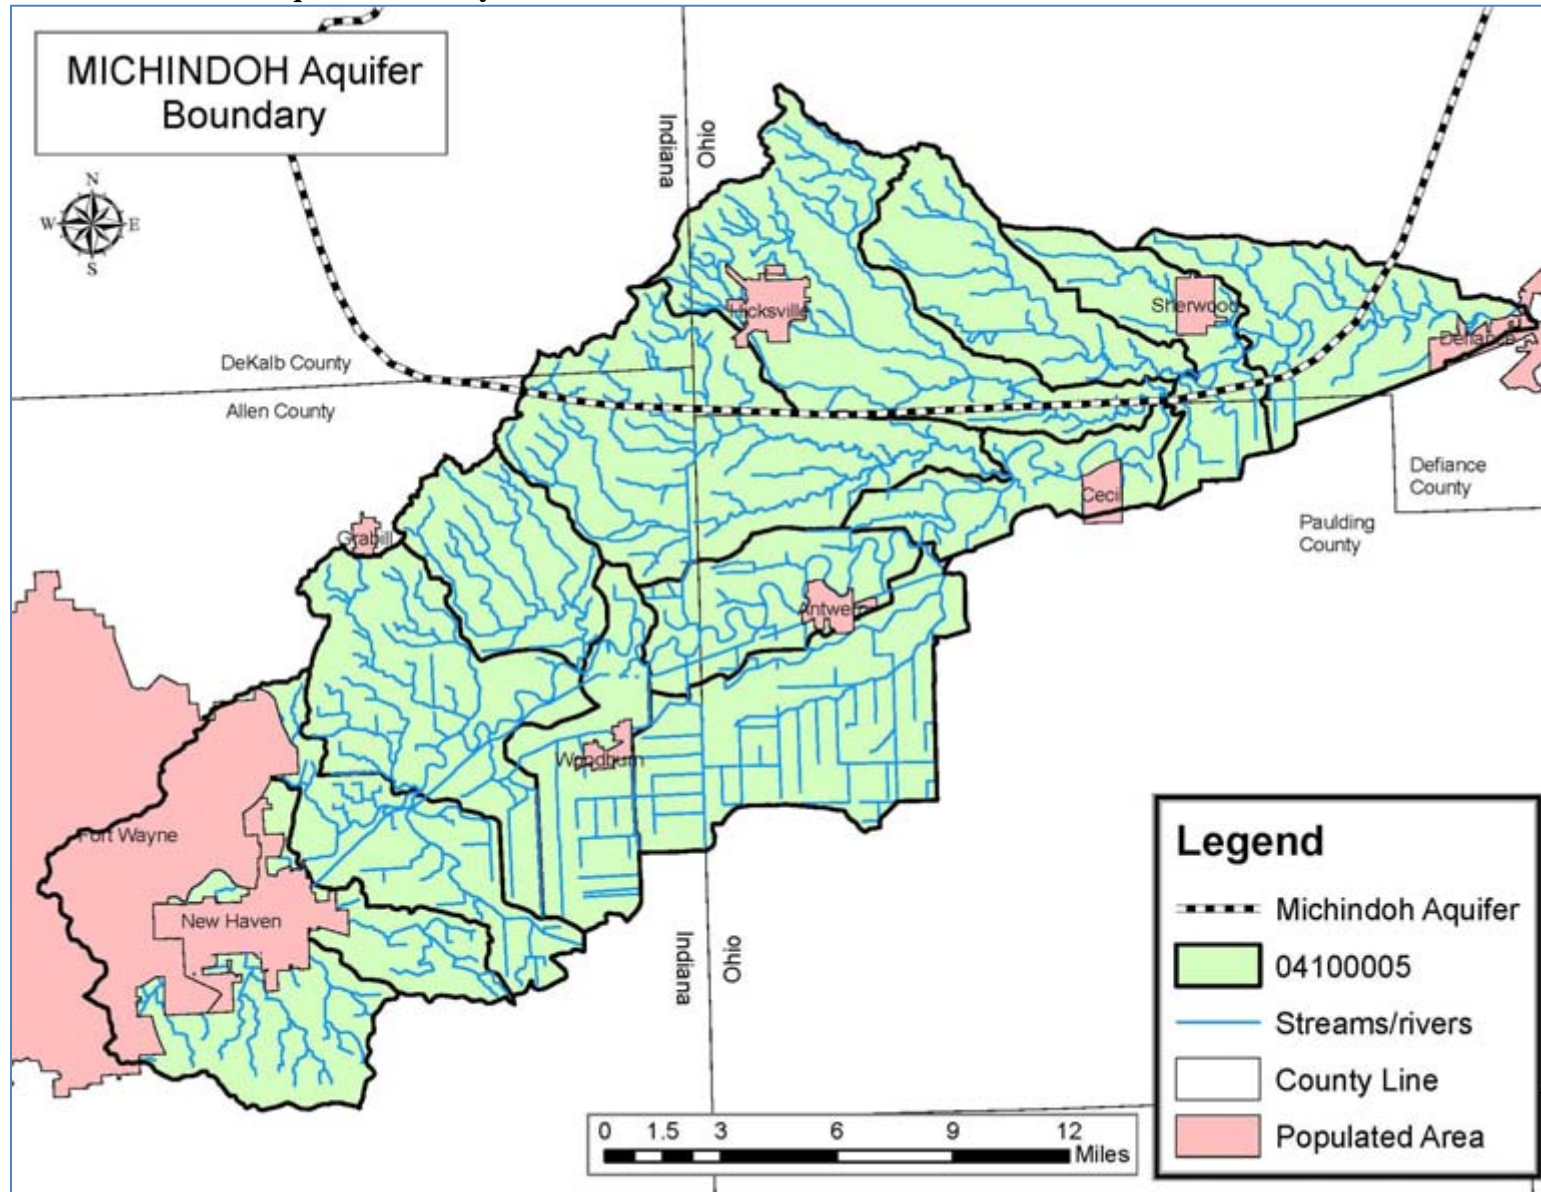 MICHINDOH Aquifer
Boundary
N
W E
S
Indiana
Ohio
Hicksville
Sherwood
Defiance
DeKalb County
Allen County
Defiance
County
Cecil
Paulding
County
Grabill
Antwerp
Woodburn
Fort Wayne
New Haven
Indiana
Ohio
Legend
Michindoh Aquifer
04100005
Streams/rivers
County Line
Populated Area
0 1.5 3 6 9 12
Miles